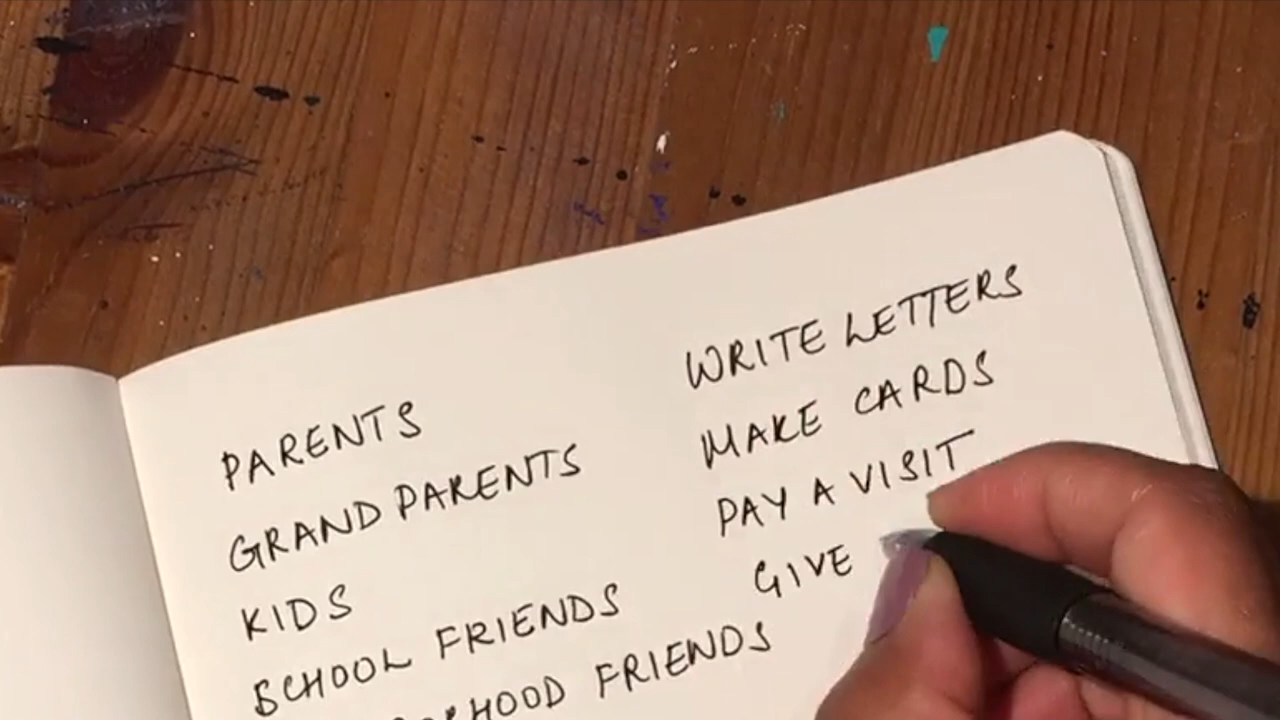 PARENTS
GRAND PARENTS
KIDS
SCHOOL FRIENDS
FRIENDS
WRITE LETTERS
MAKE CARDS
PAY A VISIT
GIVE